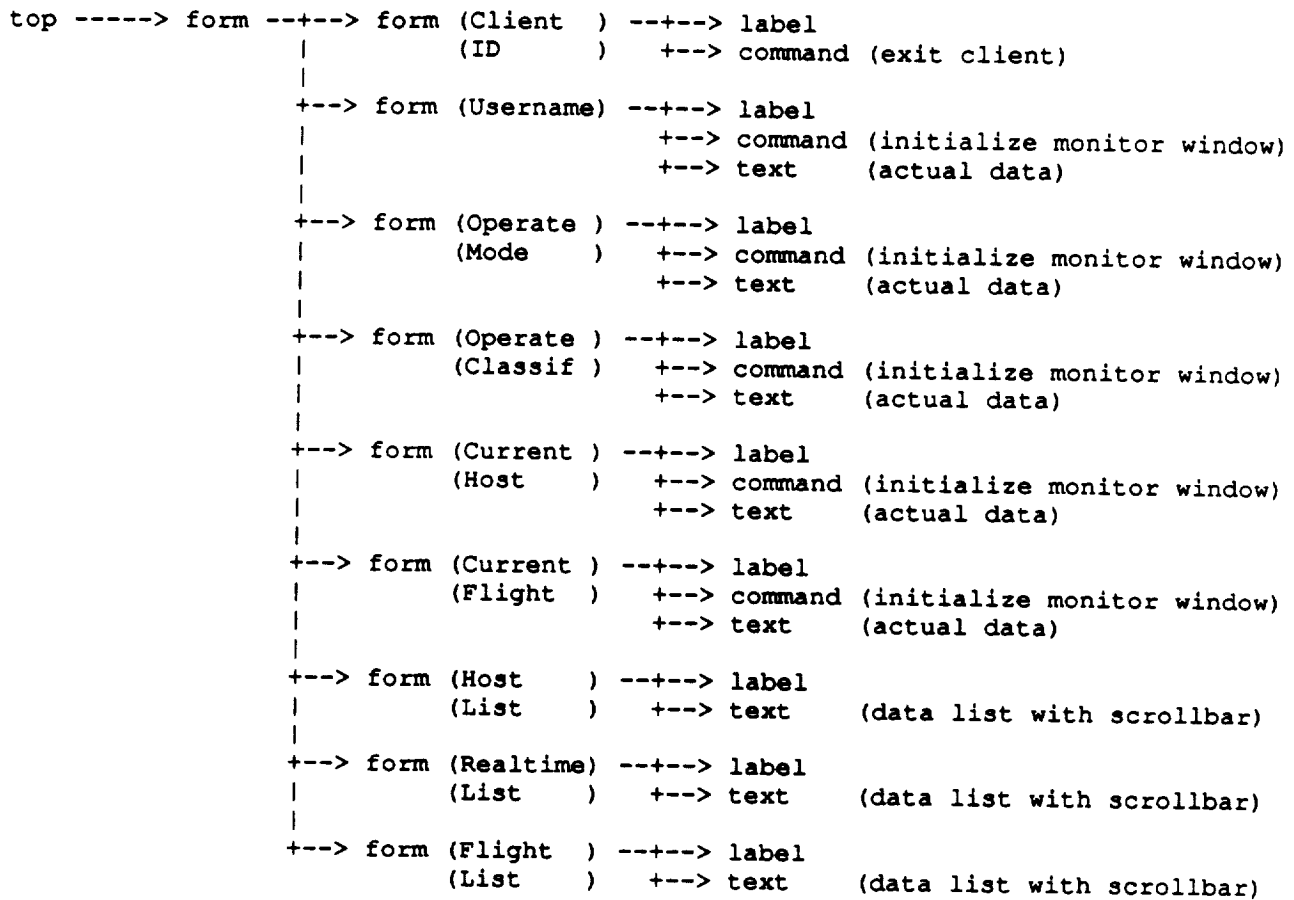 top -----> form --+--> form (Client  ) --+--> label
                  |         (ID      )   +--> command (exit client)
                  |
                  +--> form (Username) --+--> label
                  |                      +--> command (initialize monitor window)
                  |                      +--> text    (actual data)
                  |
                  +--> form (Operate ) --+--> label
                  |         (Mode    )   +--> command (initialize monitor window)
                  |                      +--> text    (actual data)
                  |
                  +--> form (Operate ) --+--> label
                  |         (Classif )   +--> command (initialize monitor window)
                  |                      +--> text    (actual data)
                  |
                  +--> form (Current ) --+--> label
                  |         (Host    )   +--> command (initialize monitor window)
                  |                      +--> text    (actual data)
                  |
                  +--> form (Current ) --+--> label
                  |         (Flight  )   +--> command (initialize monitor window)
                  |                      +--> text    (actual data)
                  |
                  +--> form (Host    ) --+--> label
                  |         (List    )   +--> text    (data list with scrollbar)
                  |
                  +--> form (Realtime) --+--> label
                  |         (List    )   +--> text    (data list with scrollbar)
                  |
                  +--> form (Flight  ) --+--> label
                            (List    )   +--> text    (data list with scrollbar)